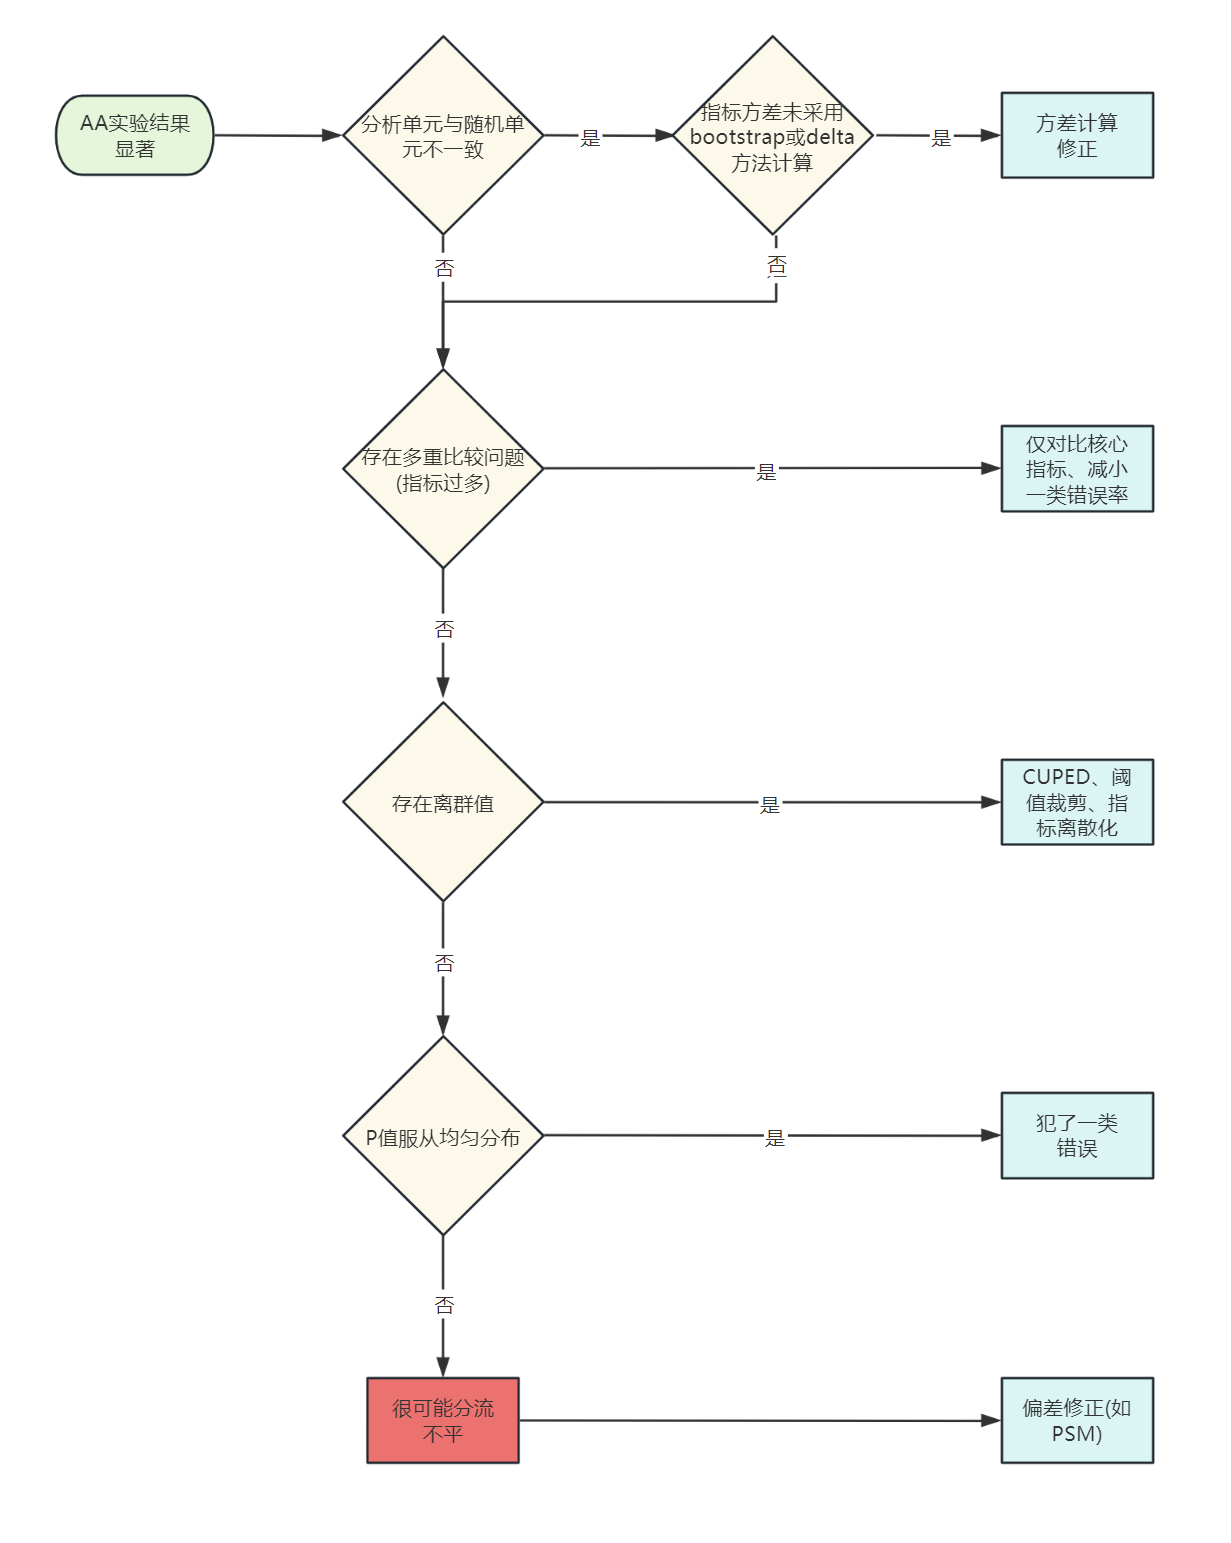 AA实验结果
显著
分析单元与随机单
元不一致
是
指标方差未采用
bootstrap或delta
方法计算
是
方差计算
修正
否
否
存在多重比较问题
(指标过多)
是
仅对比核心
指标、减小
一类错误率
否
存在离群值
是
CUPED、阈
值裁剪、指
标离散化
否
P值服从均匀分布
是
犯了一类
错误
否
很可能分流
不平
偏差修正(如
PSM)